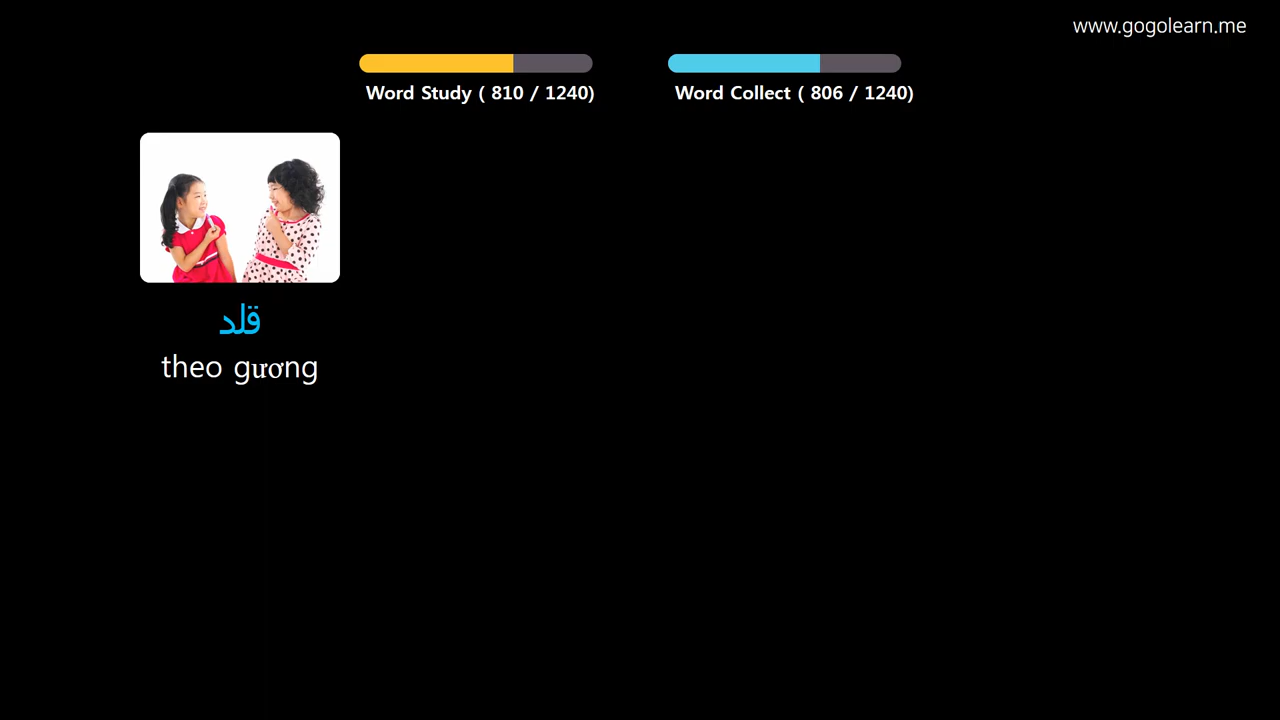 www.gogolearn.me
Word Study ( 810 / 1240)
Word Collect ( 806 / 1240)
قلد
theo gương